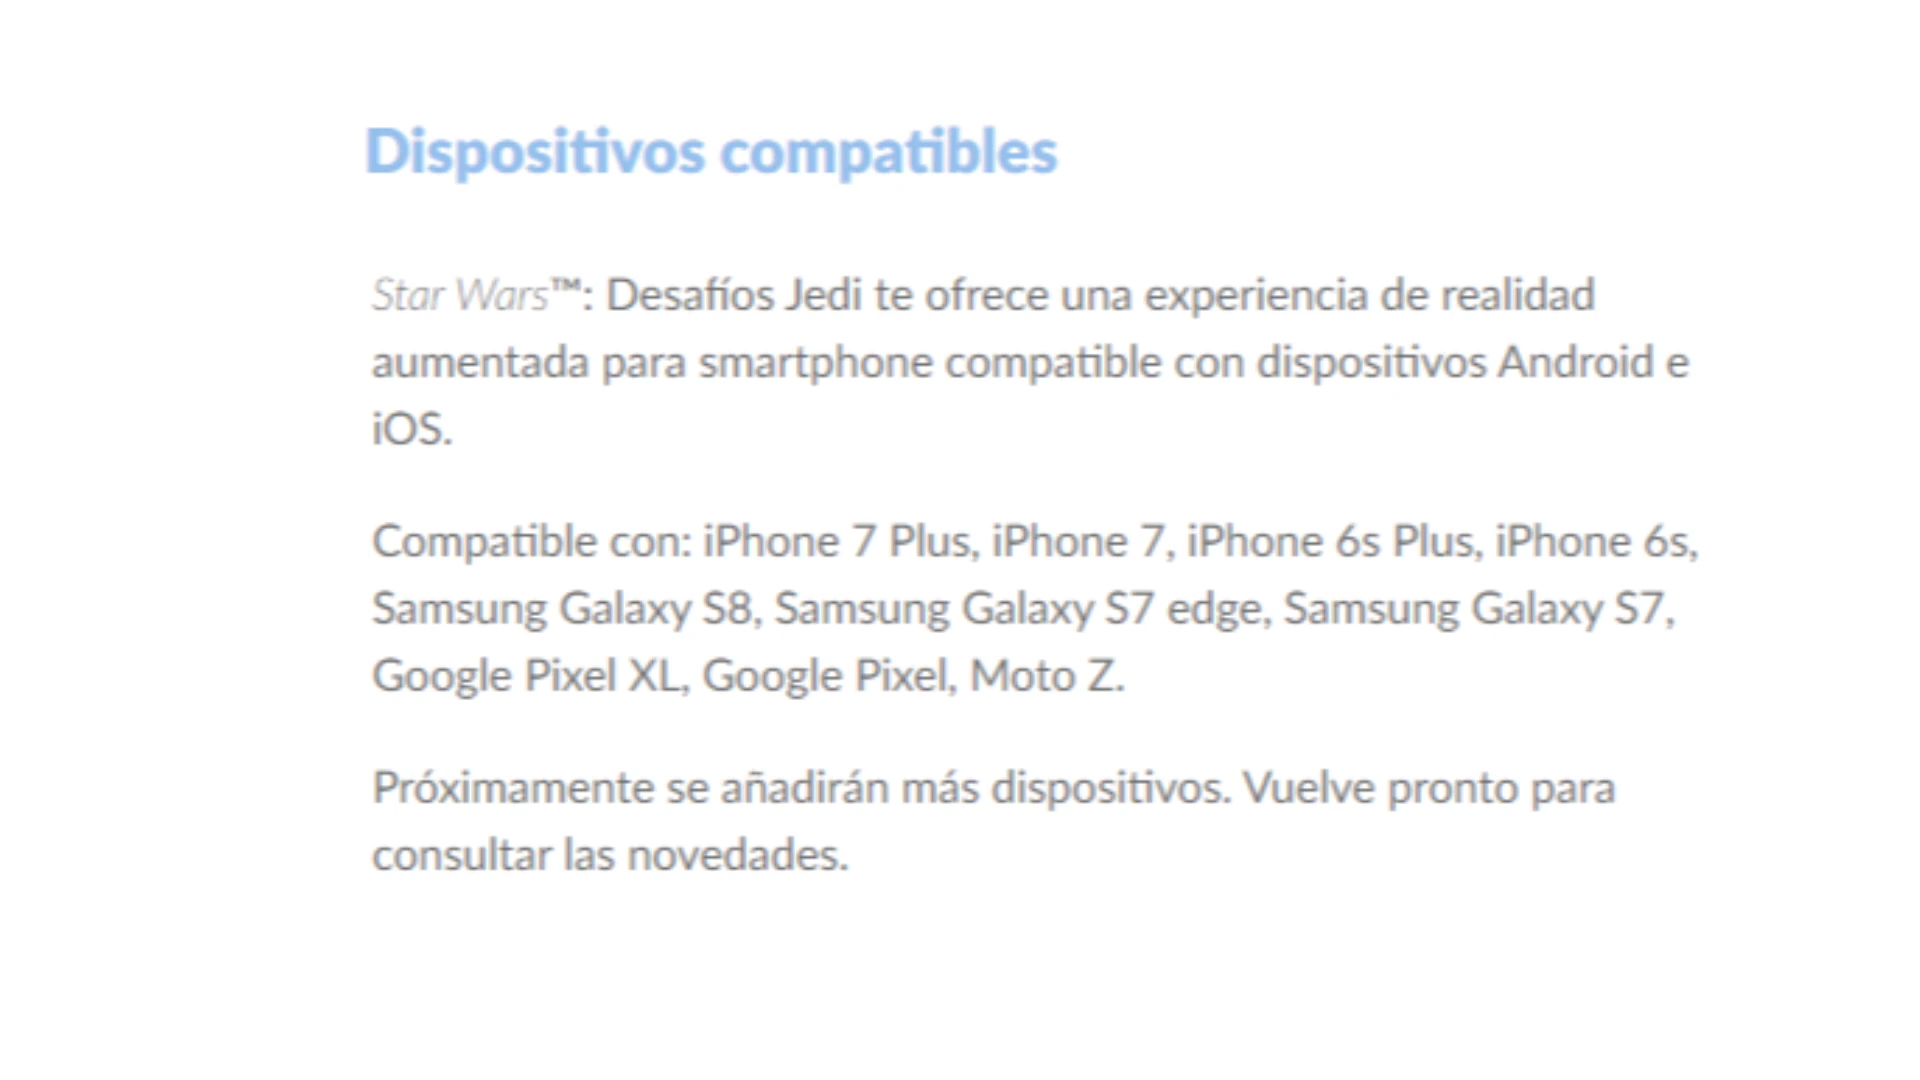 Dispositivos compatibles
Star Wars™: Desafíos Jedi te ofrece una experiencia de realidad
aumentada para smartphone compatible con dispositivos Android e
iOS.
Compatible con: iPhone 7 Plus, iPhone 7, iPhone 6s Plus, iPhone 6s,
Samsung Galaxy S8, Samsung Galaxy S7 edge, Samsung Galaxy S7,
Google Pixel XL, Google Pixel, Moto Z.
Próximamente se añadirán más dispositivos. Vuelve pronto para
consultar las novedades.